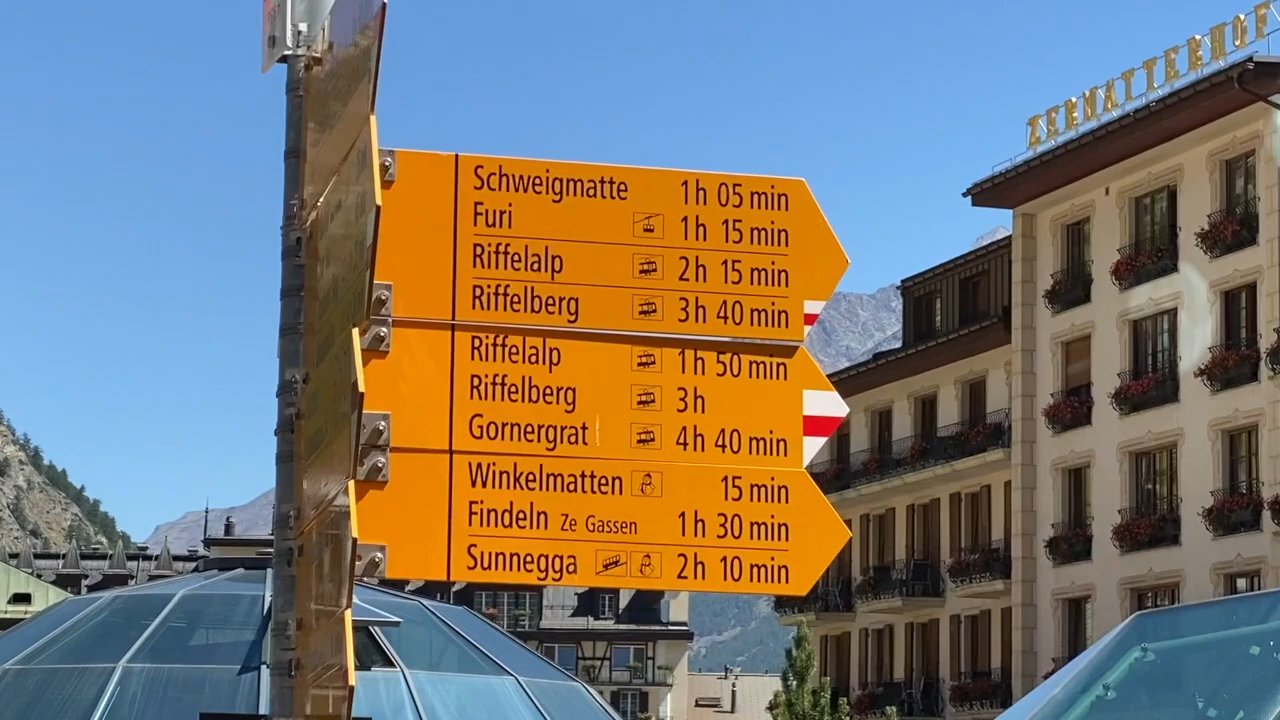 ZERMATTERHOF
Schweigmatte 1h 05 min
Furi 1h 15 min
Riffelalp 2h 15 min
Riffelberg 3h 40 min
Riffelalp 1h 50 min
Riffelberg 3h
Gornergrat 4h 40 min
Winkelmatten 15 min
Findeln Ze Gassen 1h 30 min
Sunnegga 2h 10 min